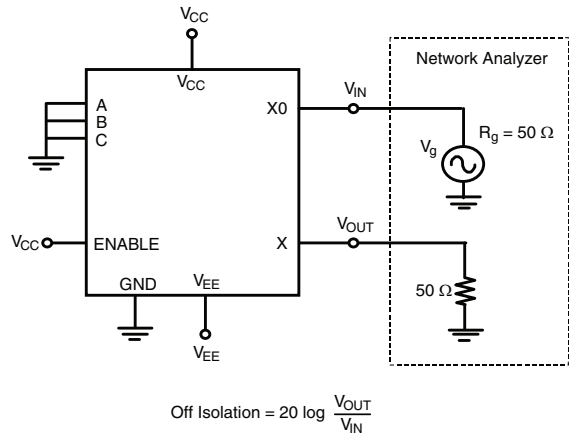 VCC
VCC
Network Analyzer
A
B
C
X0
VIN
Vg
Rg = 50 Ω
VCC
ENABLE
X
VOUT
50 Ω
GND
VEE
VEE
Off Isolation = 20 log VOUT / VIN